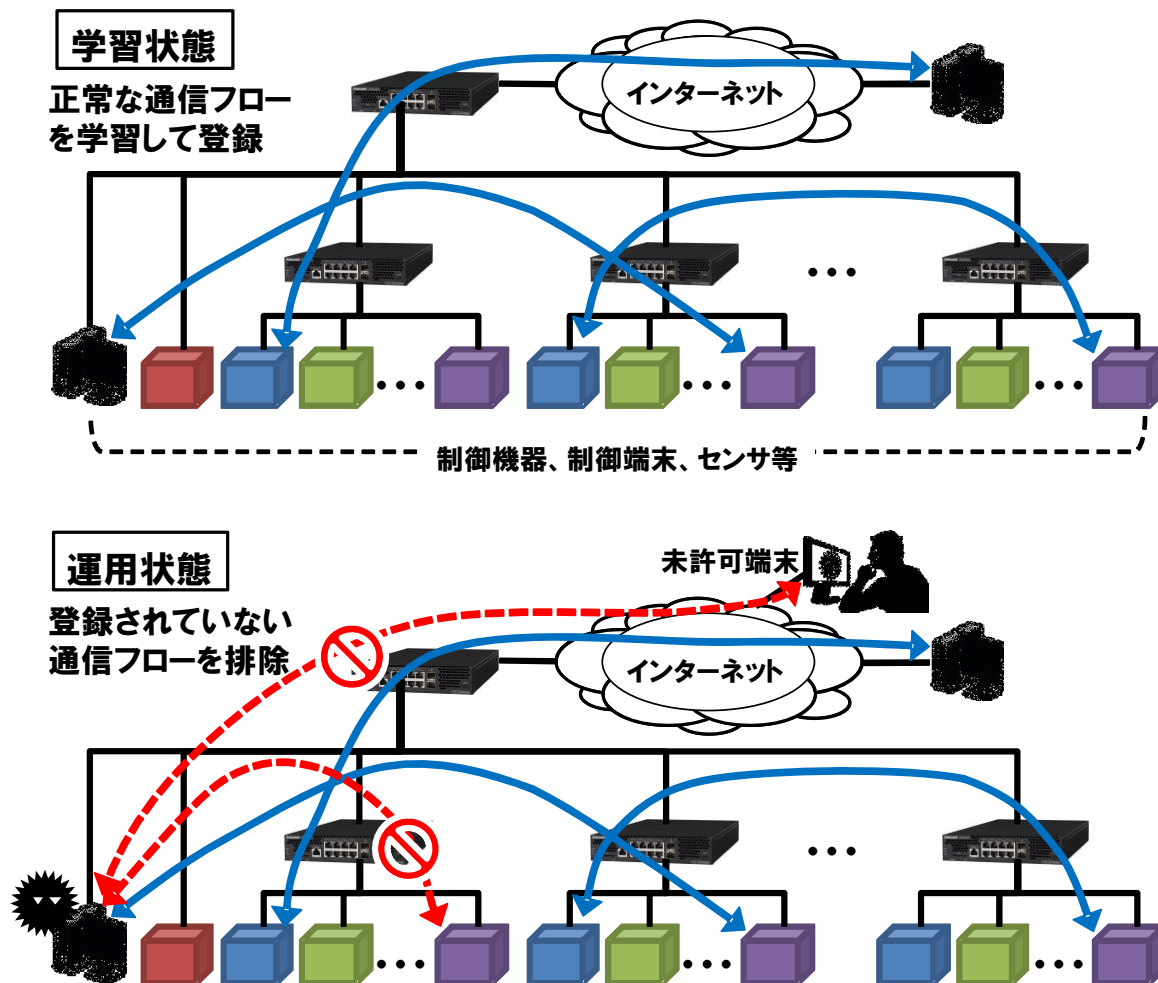 学習状態
正常な通信フロー
を学習して登録
インターネット
制御機器、制御端末、センサ等
運用状態
未許可端末
登録されていない
通信フローを排除
インターネット